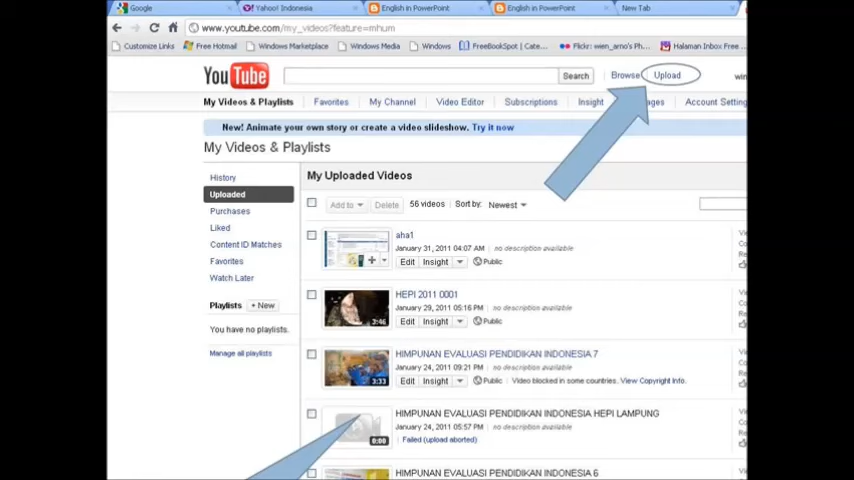 Google
Yahoo! Indonesia
English in PowerPoint
English in PowerPoint
New Tab
www.youtube.com/my_videos?feature=mhum
Customize Links
Free Hotmail
Windows Marketplace
Windows Media
Windows
FreeBookSpot | Cate...
Flickr: wien_arno's Ph...
Halaman Inbox Free
YouTube
Search
Browse
Upload
My Videos & Playlists
Favorites
My Channel
Video Editor
Subscriptions
Insight
Account Setting
New! Animate your own story or create a video slideshow. Try it now
My Videos & Playlists
History
Uploaded
Purchases
Liked
Content ID Matches
Favorites
Watch Later
Playlists
+ New
You have no playlists.
Manage all playlists
My Uploaded Videos
Add to
Delete
56 videos
Sort by:
Newest
aha1
January 31, 2011 04:07 AM
no description available
Edit
Insight
Public
HEPI 2011 0001
January 29, 2011 05:16 PM
no description available
3:46
Edit
Insight
Public
HIMPUNAN EVALUASI PENDIDIKAN INDONESIA 7
January 24, 2011 09:21 PM
no description available
3:33
Edit
Insight
Public
Video blocked in some countries. View Copyright Info.
HIMPUNAN EVALUASI PENDIDIKAN INDONESIA HEPI LAMPUNG
January 24, 2011 05:57 PM
no description available
0:00
Failed (upload aborted)
HIMPUNAN EVALUASI PENDIDIKAN INDONESIA 6